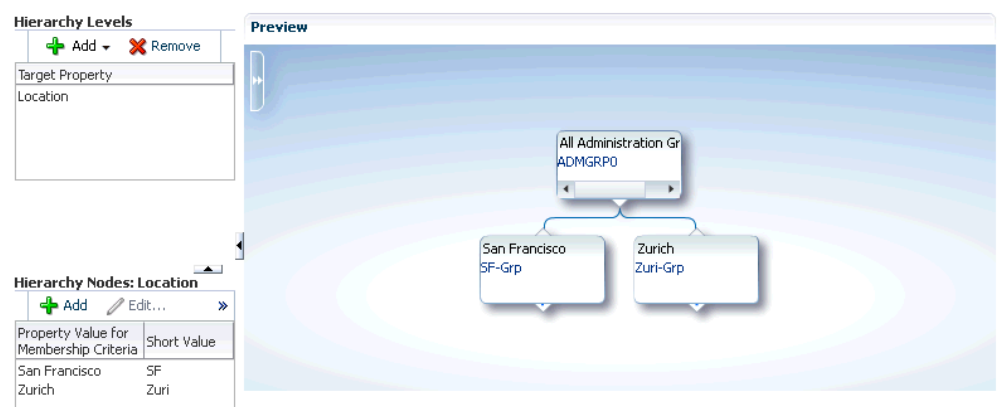 Hierarchy Levels
Add Remove
Target Property
Location
Hierarchy Nodes: Location
Add Edit... »
Property Value for Membership Criteria Short Value
San Francisco SF
Zurich Zuri
Preview
All Administration Gr
ADMGRP0
San Francisco
SF-Grp
Zurich
Zuri-Grp